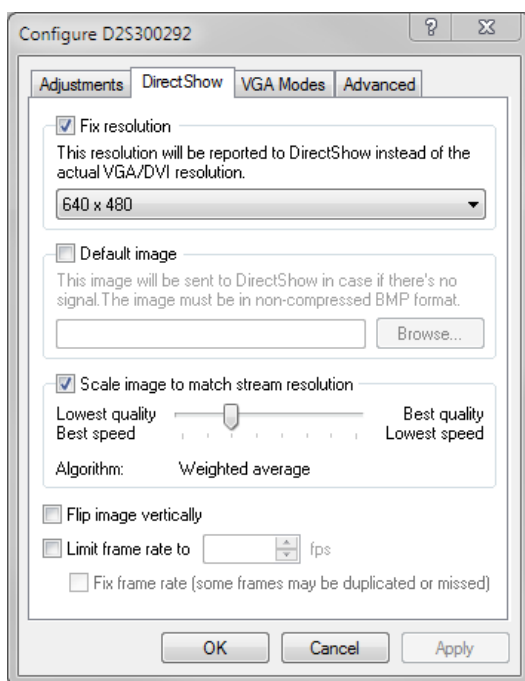 Configure D2S300292
Adjustments DirectShow VGA Modes Advanced
Fix resolution
This resolution will be reported to DirectShow instead of the
actual VGA/DVI resolution.
640 x 480
Default image
This image will be sent to DirectShow in case if there's no
signal.The image must be in non-compressed BMP format.
Browse...
Scale image to match stream resolution
Lowest quality Best quality
Best speed Lowest speed
Algorithm: Weighted average
Flip image vertically
Limit frame rate to fps
Fix frame rate (some frames may be duplicated or missed)
OK Cancel Apply